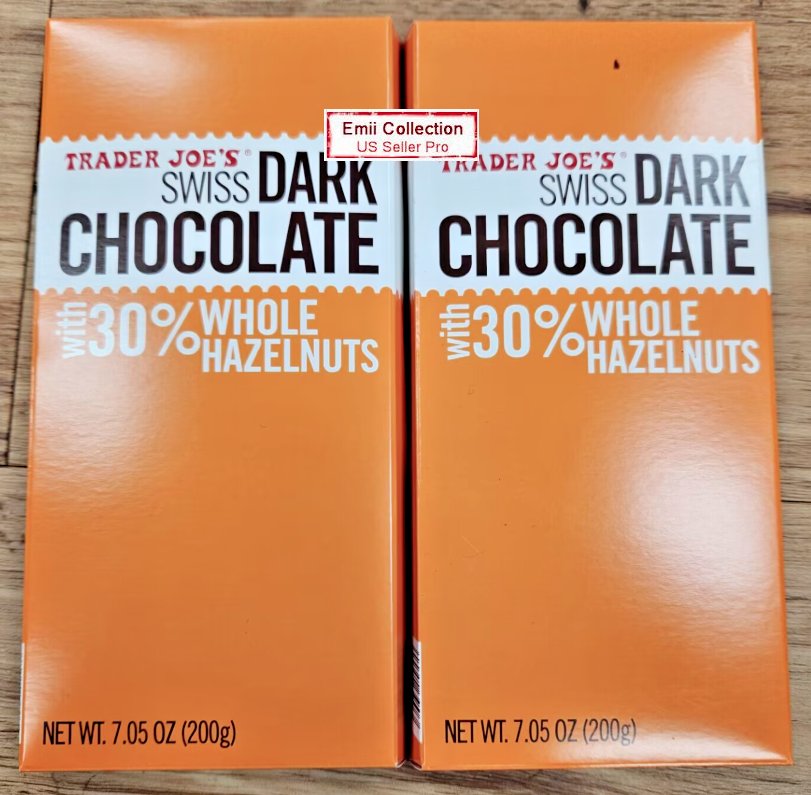 Emii Collection
US Seller Pro
TRADER JOE'S®
SWISS DARK
CHOCOLATE
with 30% WHOLE
HAZELNUTS
NET WT. 7.05 OZ (200g)
TRADER JOE'S®
SWISS DARK
CHOCOLATE
with 30% WHOLE
HAZELNUTS
NET WT. 7.05 OZ (200g)